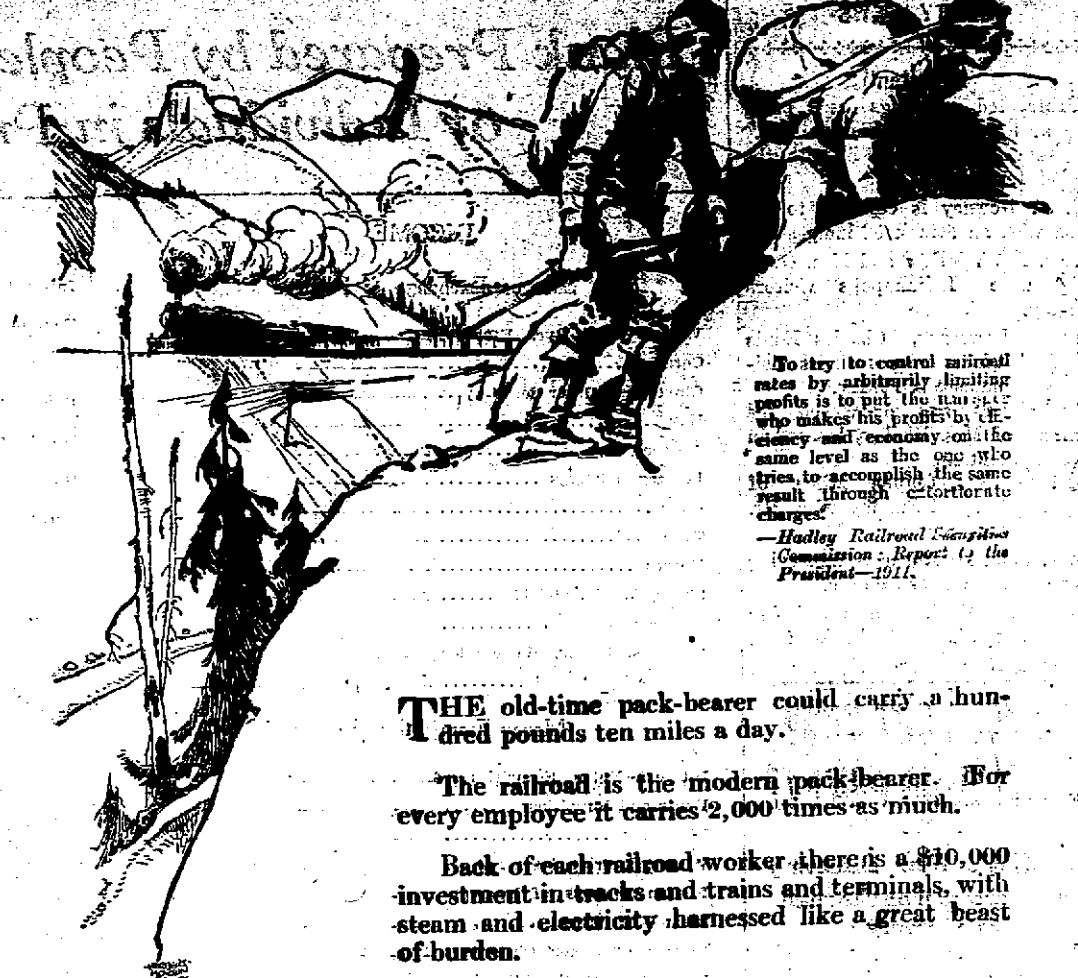 To try to control railroad
rates by arbitrarily limiting
profits is to put the manager
who makes his profits by effi-
ciency and economy on the
same level as the one who
tries to accomplish the same
result through extortionate
charges.
—Hadley Railroad Securities
Commission: Report to the
President—1911.
THE old-time pack-bearer could carry a hun-
dred pounds ten miles a day.
The railroad is the modern pack-bearer. For
every employee it carries 2,000 times as much.
Back of each railroad worker there is a $10,000
investment in tracks and trains and terminals, with
steam and electricity harnessed like a great beast
of burden.